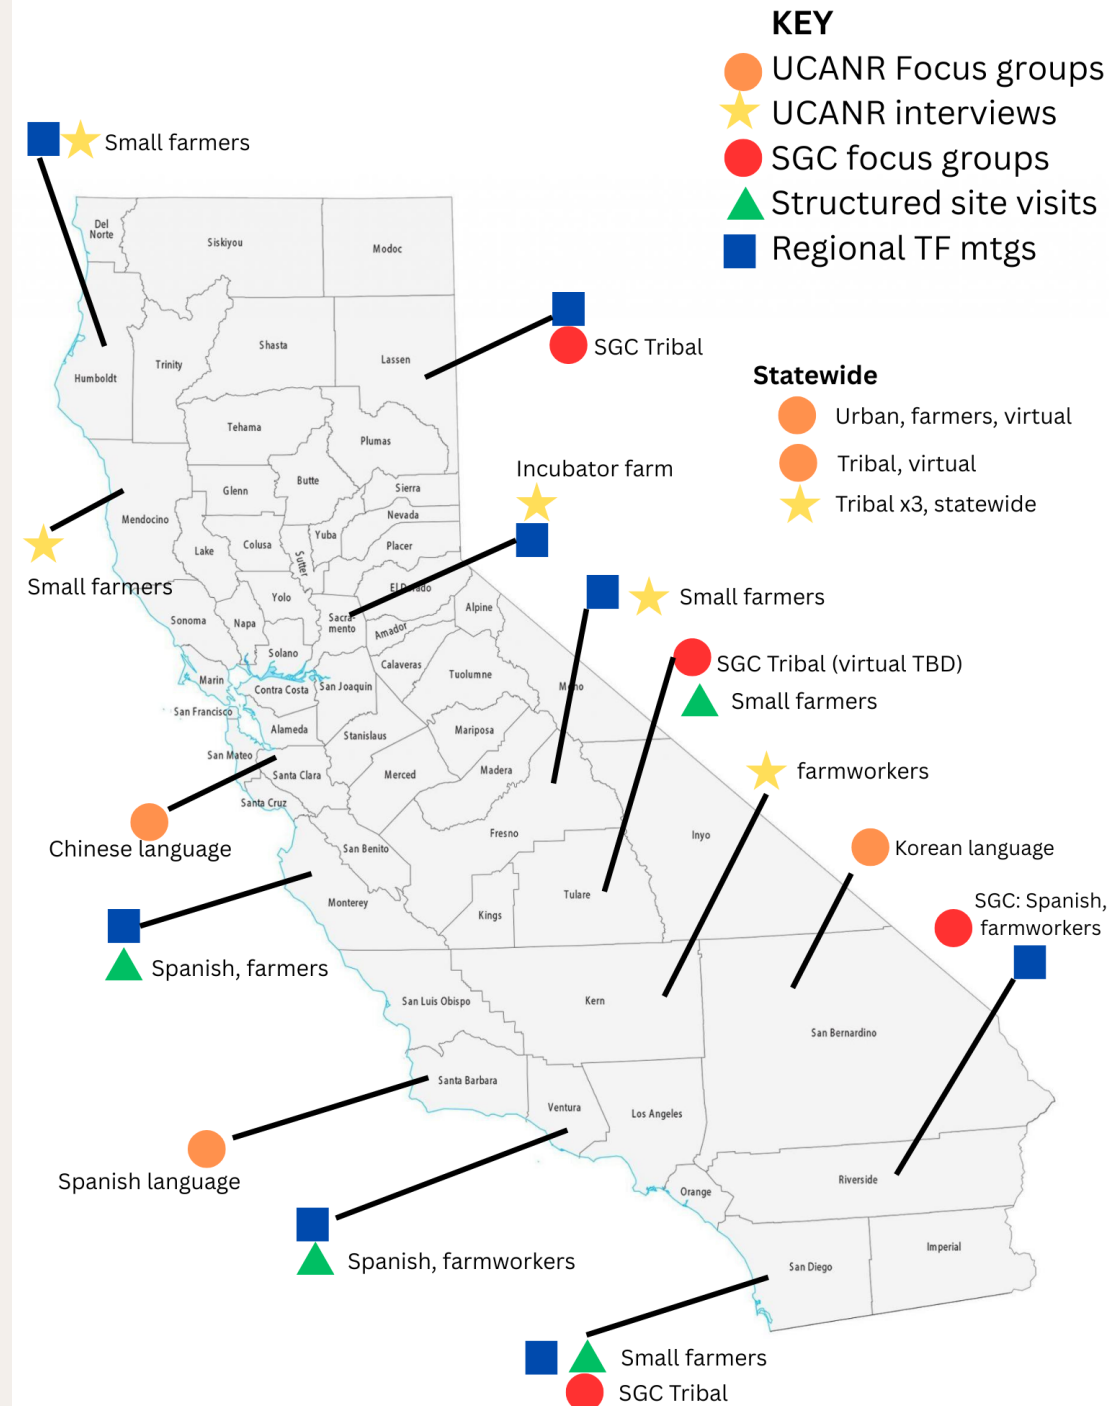 KEY
UCANR Focus groups
UCANR interviews
SGC focus groups
Structured site visits
Regional TF mtgs
Small farmers
Del
Norte
Siskiyou
Modoc
SGC Tribal
Shasta
Lassen
Trinity
Humboldt
Statewide
Urban, farmers, virtual
Tribal, virtual
Tribal x3, statewide
Tehama
Plumas
Incubator farm
Butte
Glenn
Sierra
Nevada
Mendocino
Lake
Colusa
Yuba
Sutter
Placer
Small farmers
El Dorado
Yolo
Small farmers
Sonoma
Napa
Sacra-
mento
Amador
Alpine
Solano
Calaveras
Tuolumne
SGC Tribal (virtual TBD)
Small farmers
Marin
Contra Costa
San Joaquin
Mono
San Francisco
Alameda
Stanislaus
Mariposa
San Mateo
Santa Clara
Merced
Madera
farmworkers
Santa Cruz
Chinese language
San Benito
Fresno
Inyo
Korean language
Monterey
Kings
Tulare
SGC: Spanish,
farmworkers
Spanish, farmers
San Luis Obispo
Kern
San Bernardino
Santa Barbara
Ventura
Los Angeles
Spanish language
Orange
Riverside
Spanish, farmworkers
San Diego
Imperial
Small farmers
SGC Tribal